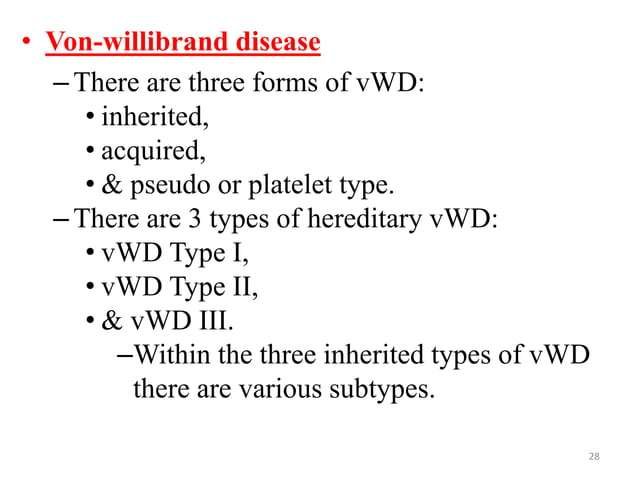 • Von-willibrand disease
–There are three forms of vWD:
• inherited,
• acquired,
• & pseudo or platelet type.
–There are 3 types of hereditary vWD:
• vWD Type I,
• vWD Type II,
• & vWD III.
–Within the three inherited types of vWD
there are various subtypes.
28